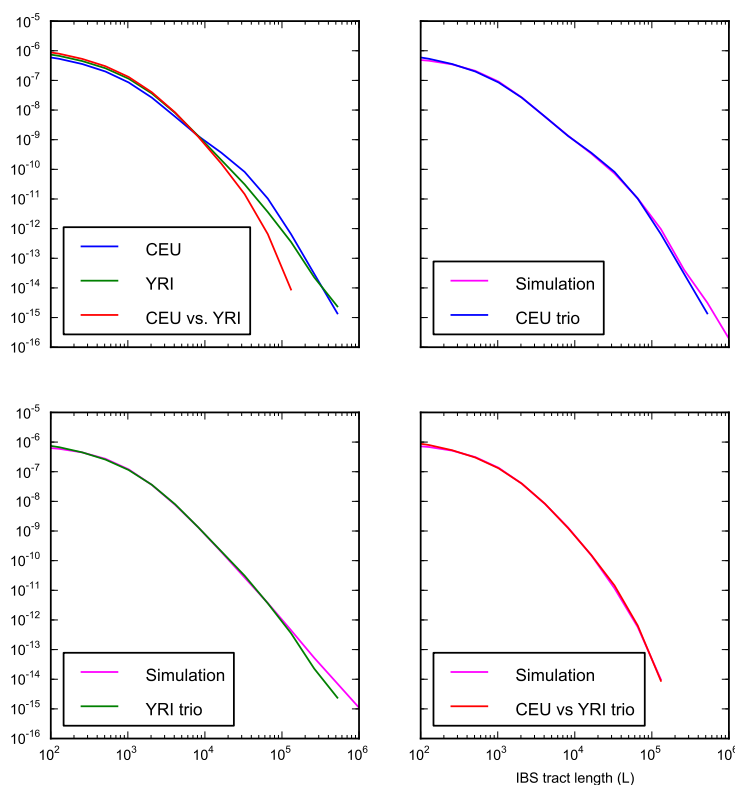 10^-5
10^-6
10^-7
10^-8
10^-9
10^-10
10^-11
10^-12
10^-13
10^-14
10^-15
10^-16
CEU
YRI
CEU vs. YRI
Simulation
CEU trio
10^-5
10^-6
10^-7
10^-8
10^-9
10^-10
10^-11
10^-12
10^-13
10^-14
10^-15
10^-16
Simulation
YRI trio
Simulation
CEU vs YRI trio
10^2 10^3 10^4 10^5 10^6
10^2 10^3 10^4 10^5 10^6
IBS tract length (L)